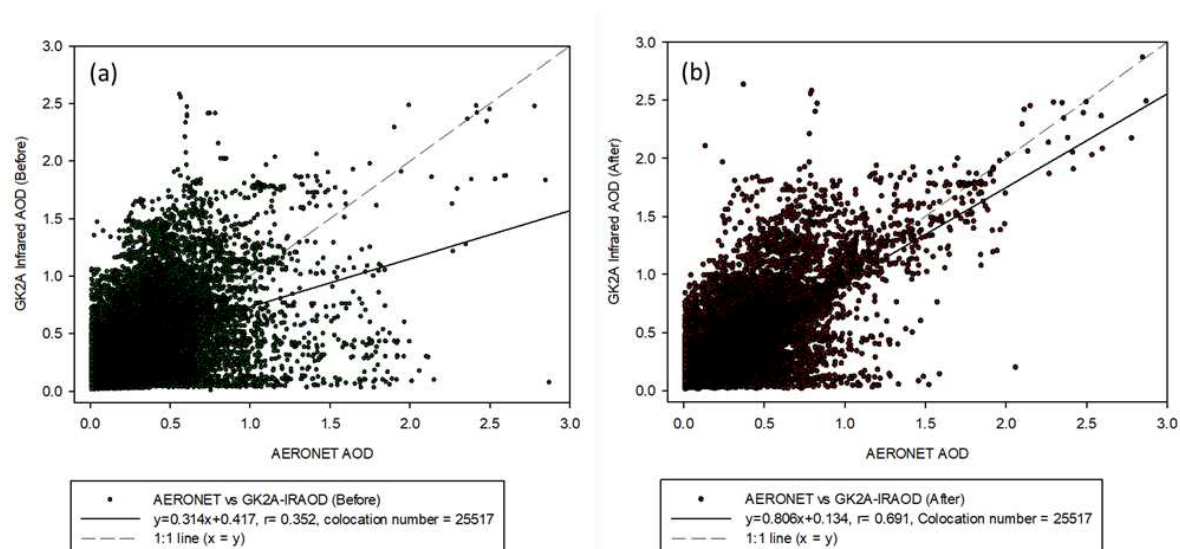 (a)
3.0
2.5
2.0
1.5
1.0
0.5
0.0
GK2A Infrared AOD (Before)
0.0 0.5 1.0 1.5 2.0 2.5 3.0
AERONET AOD
AERONET vs GK2A-IRAOD (Before)
y=0.314x+0.417, r= 0.352, colocation number = 25517
1:1 line (x = y)
(b)
3.0
2.5
2.0
1.5
1.0
0.5
0.0
GK2A Infrared AOD (After)
0.0 0.5 1.0 1.5 2.0 2.5 3.0
AERONET AOD
AERONET vs GK2A-IRAOD (After)
y=0.806x+0.134, r= 0.691, Colocation number = 25517
1:1 line (x = y)